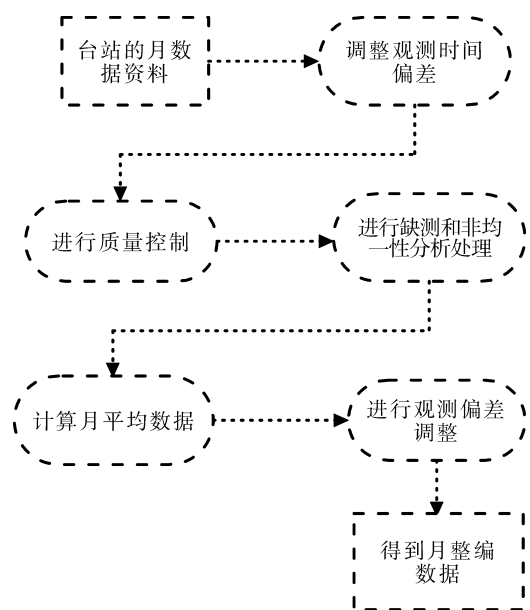 台站的月数
据资料
调整观测时间
偏差
进行质量控制
进行缺测和非均
一性分析处理
计算月平均数据
进行观测偏差
调整
得到月整编
数据